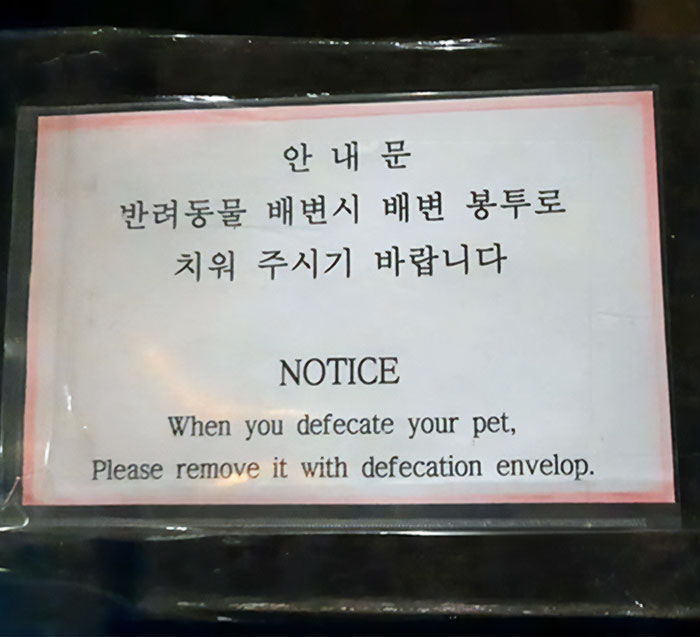 안 내 문
반려동물 배변시 배변 봉투로
치워 주시기 바랍니다
NOTICE
When you defecate your pet,
Please remove it with defecation envelop.